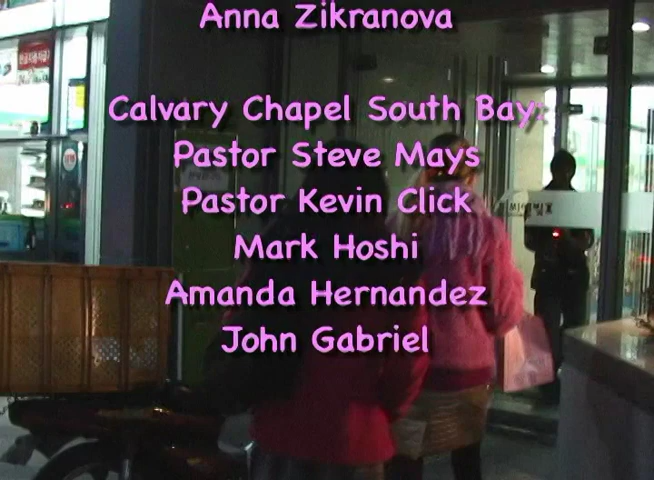 Anna Zikranova
Calvary Chapel South Bay:
Pastor Steve Mays
Pastor Kevin Click
Mark Hoshi
Amanda Hernandez
John Gabriel